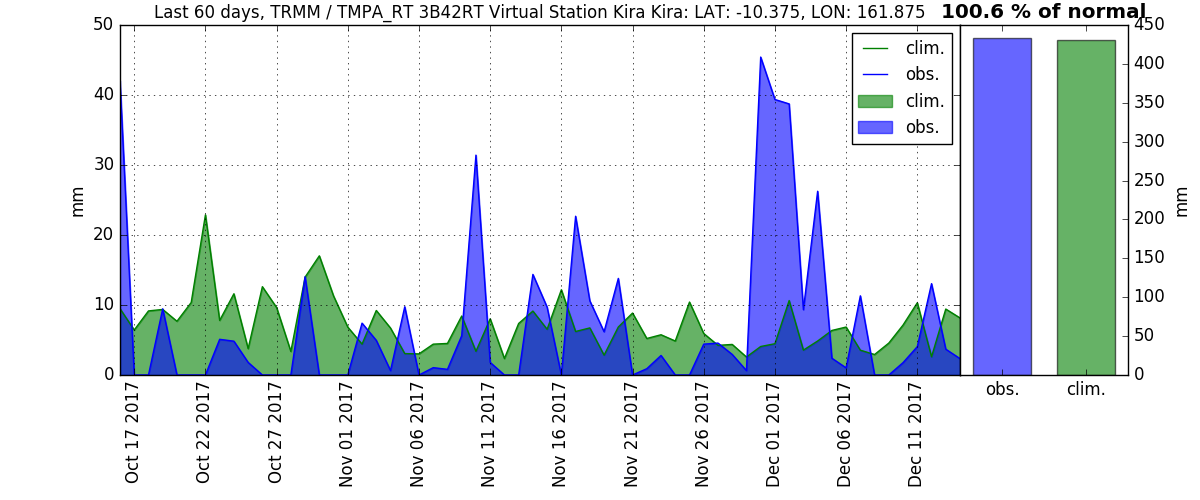 Last 60 days, TRMM / TMPA_RT 3B42RT Virtual Station Kira Kira: LAT: -10.375, LON: 161.875
100.6 % of normal
50
40
30
20
10
0
mm
clim.
obs.
clim.
obs.
450
400
350
300
250
200
150
100
50
0
mm
obs.
clim.
Oct 17 2017
Oct 22 2017
Oct 27 2017
Nov 01 2017
Nov 06 2017
Nov 11 2017
Nov 16 2017
Nov 21 2017
Nov 26 2017
Dec 01 2017
Dec 06 2017
Dec 11 2017